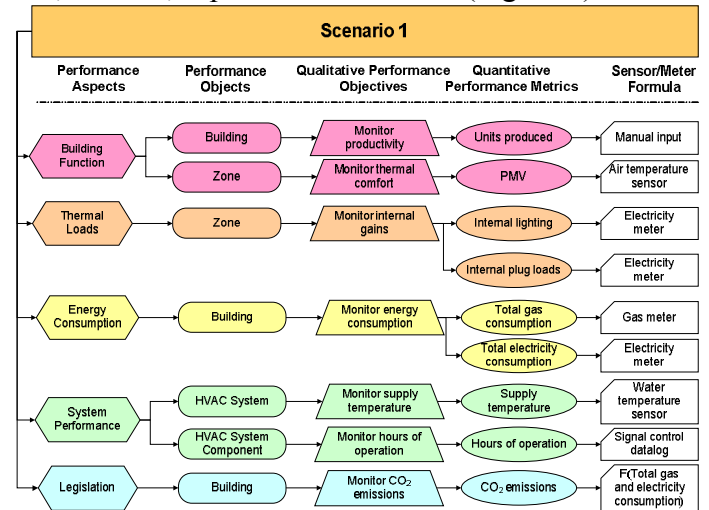 Scenario 1
Performance
Aspects
Performance
Objects
Qualitative Performance
Objectives
Quantitative
Performance Metrics
Sensor/Meter
Formula
Building
Function
Building
Monitor
productivity
Units produced
Manual input
Zone
Monitor thermal
comfort
PMV
Air temperature
sensor
Thermal
Loads
Zone
Monitor internal
gains
Internal lighting
Electricity
meter
Internal plug loads
Electricity
meter
Energy
Consumption
Building
Monitor energy
consumption
Total gas
consumption
Gas meter
Total electricity
consumption
Electricity
meter
System
Performance
HVAC System
Monitor supply
temperature
Supply
temperature
Water
temperature
sensor
HVAC System
Component
Monitor hours of
operation
Hours of operation
Signal control
datalog
Legislation
Building
Monitor CO₂
emissions
CO₂ emissions
F(Total gas
and electricity
consumption)